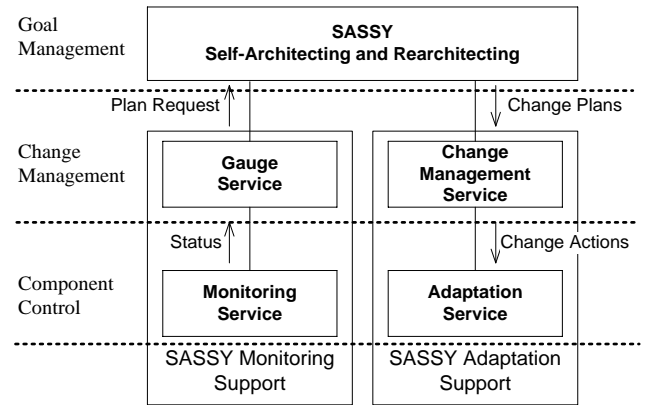 Goal
Management
SASSY
Self-Architecting and Rearchitecting
Plan Request
Change Plans
Change
Management
Gauge
Service
Change
Management
Service
Status
Change Actions
Component
Control
Monitoring
Service
Adaptation
Service
SASSY Monitoring
Support
SASSY Adaptation
Support